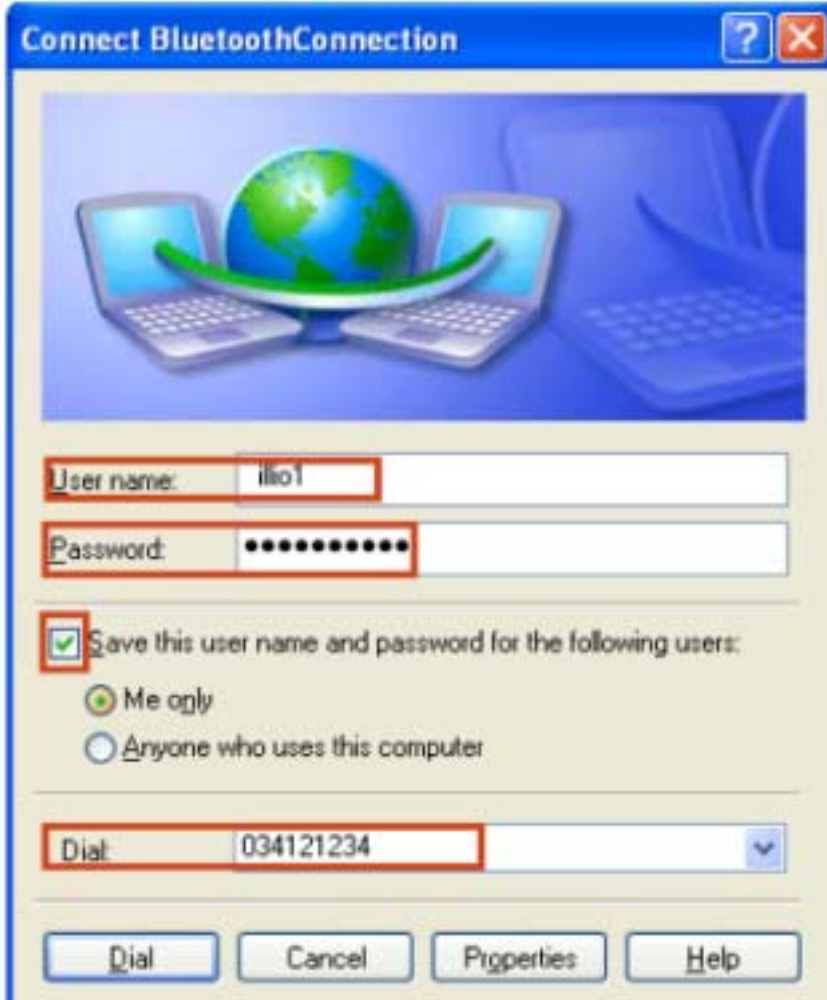 Connect BluetoothConnection
User name: illio1
Password: ••••••••••
Save this user name and password for the following users:
Me only
Anyone who uses this computer
Dial: 034121234
Dial Cancel Properties Help